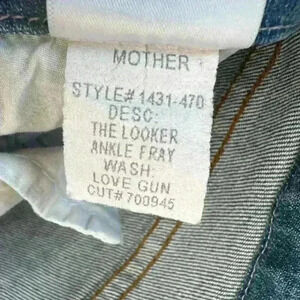 MOTHER
STYLE# 1431-470
DESC:
THE LOOKER
ANKLE FRAY
WASH:
LOVE GUN
CUT# 700945